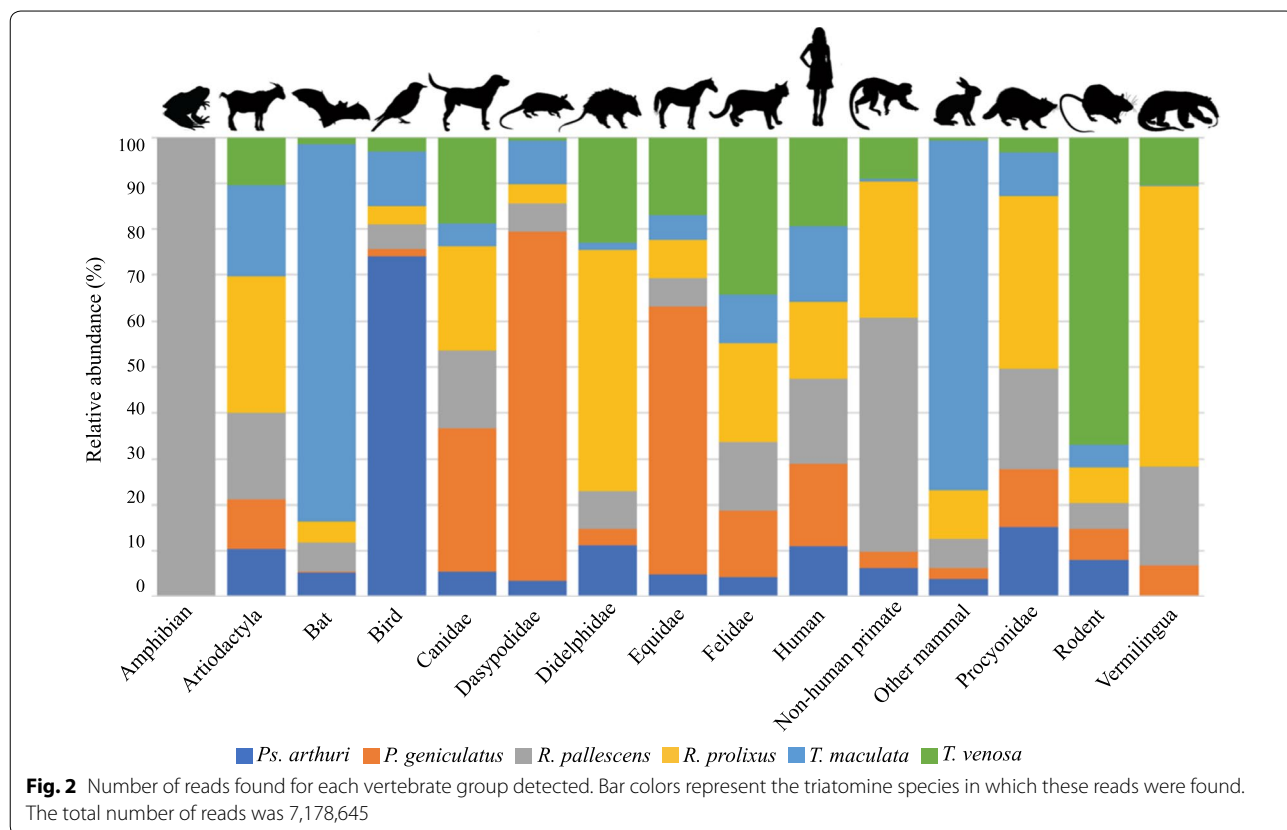 100
90
80
70
60
50
40
30
20
10
0
Relative abundance (%)
Amphibian
Artiodactyla
Bat
Bird
Canidae
Dasypodidae
Didelphidae
Equidae
Felidae
Human
Non-human primate
Other mammal
Procyonidae
Rodent
Vermilingua
Ps. arthuri P. geniculatus R. pallescens R. prolixus T. maculata T. venosa
Fig. 2 Number of reads found for each vertebrate group detected. Bar colors represent the triatomine species in which these reads were found.
The total number of reads was 7,178,645